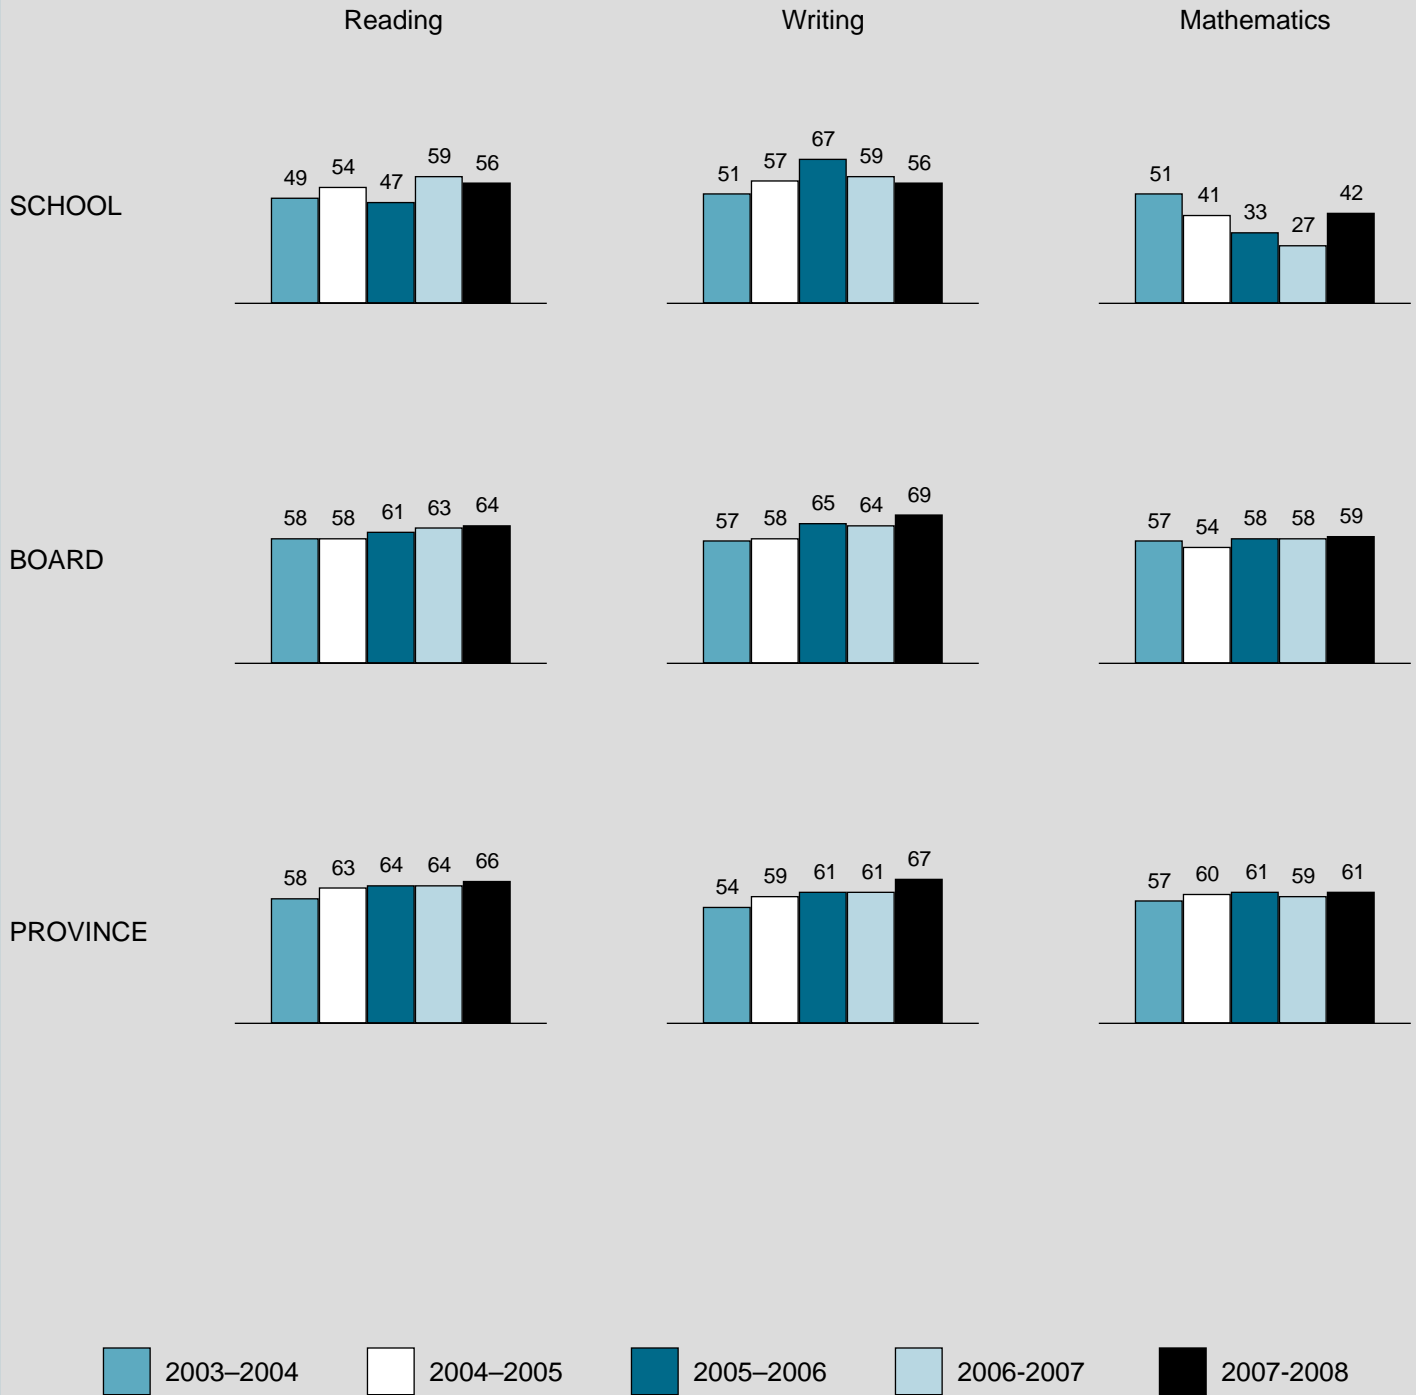 Reading Writing Mathematics
SCHOOL
49 54 47 59 56
51 57 67 59 56
51 41 33 27 42
BOARD
58 58 61 63 64
57 58 65 64 69
57 54 58 58 59
PROVINCE
58 63 64 64 66
54 59 61 61 67
57 60 61 59 61
2003–2004 2004–2005 2005–2006 2006-2007 2007-2008